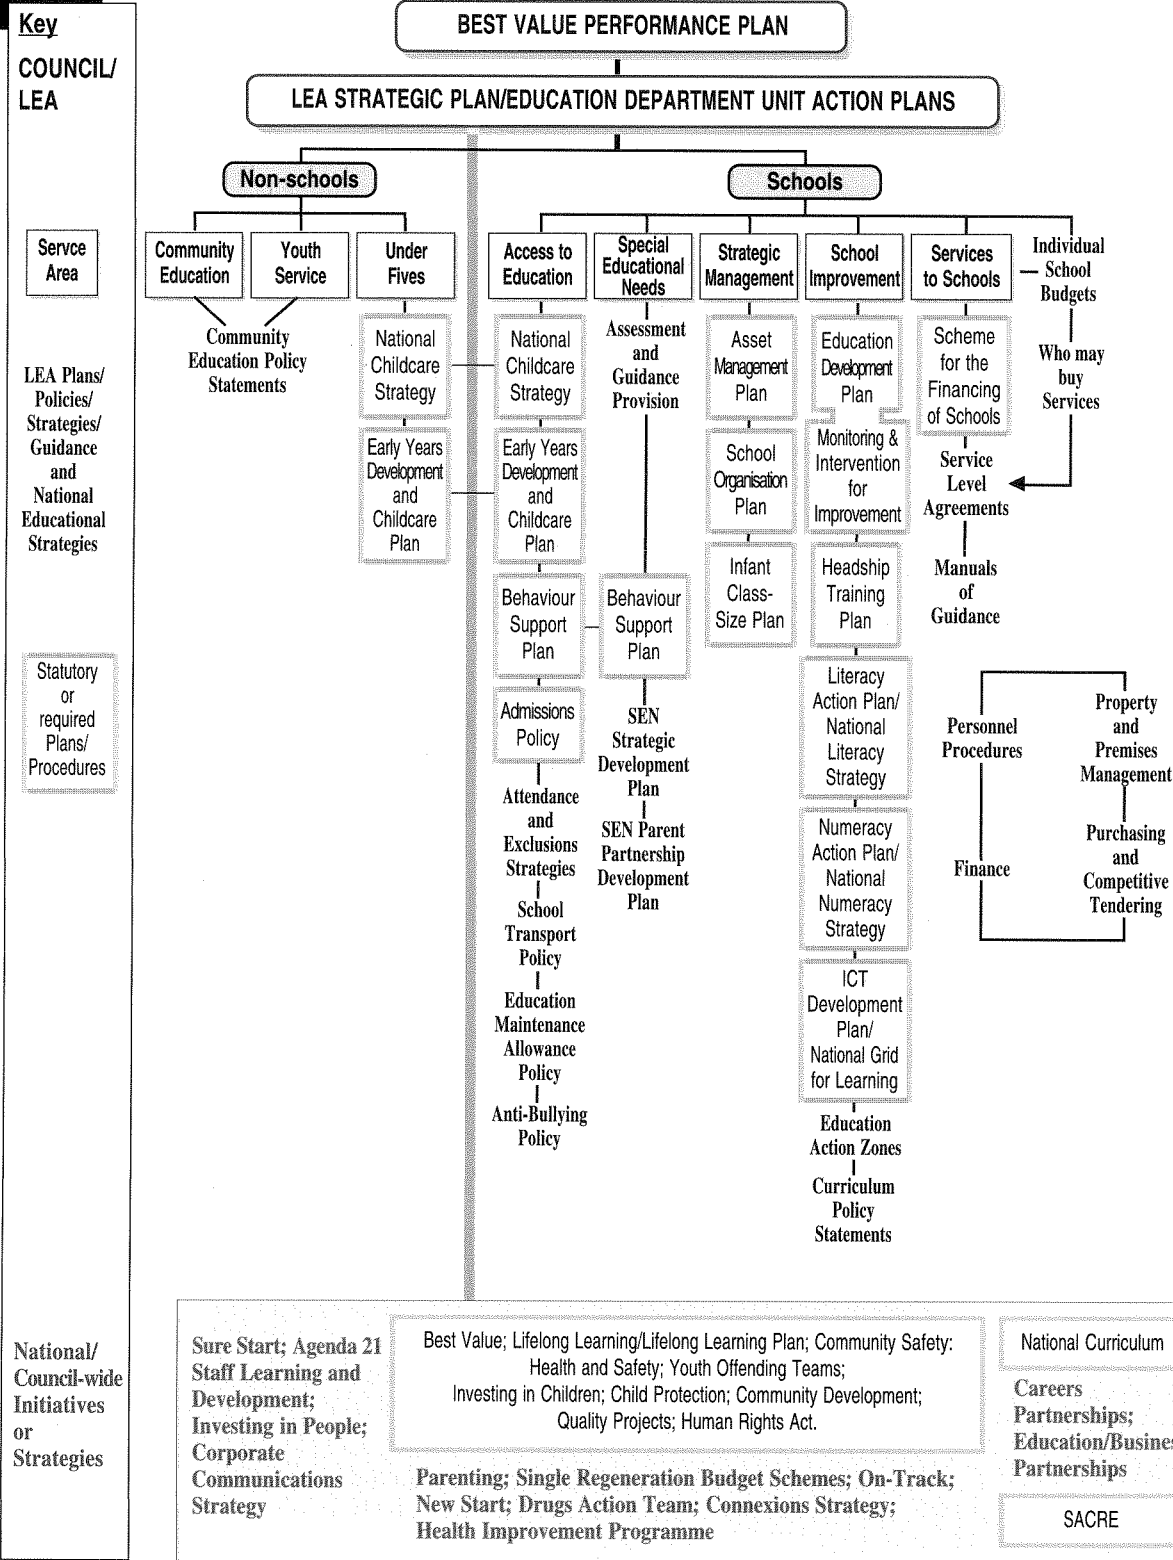 Key
COUNCIL/
LEA
BEST VALUE PERFORMANCE PLAN
LEA STRATEGIC PLAN/EDUCATION DEPARTMENT UNIT ACTION PLANS
Non-schools
Schools
Servce
Area
Community
Education
Youth
Service
Under
Fives
Access to
Education
Special
Educational
Needs
Strategic
Management
School
Improvement
Services
to Schools
Individual
School
Budgets
LEA Plans/
Policies/
Strategies/
Guidance
and
National
Educational
Strategies
Community
Education Policy
Statements
National
Childcare
Strategy
Early Years
Development
and
Childcare
Plan
National
Childcare
Strategy
Early Years
Development
and
Childcare
Plan
Behaviour
Support
Plan
Admissions
Policy
Attendance
and
Exclusions
Strategies
School
Transport
Policy
Education
Maintenance
Allowance
Policy
Anti-Bullying
Policy
Assessment
and
Guidance
Provision
Behaviour
Support
Plan
SEN
Strategic
Development
Plan
SEN Parent
Partnership
Development
Plan
Asset
Management
Plan
School
Organisation
Plan
Infant
Class-
Size Plan
Education
Development
Plan
Monitoring &
Intervention
for
Improvement
Headship
Training
Plan
Literacy
Action Plan/
National
Literacy
Strategy
Numeracy
Action Plan/
National
Numeracy
Strategy
ICT
Development
Plan/
National Grid
for Learning
Education
Action Zones
Curriculum
Policy
Statements
Scheme
for the
Financing
of Schools
Service
Level
Agreements
Manuals
of
Guidance
Who may
buy
Services
Personnel
Procedures
Finance
Property
and
Premises
Management
Purchasing
and
Competitive
Tendering
Statutory
or
required
Plans/
Procedures
National/
Council-wide
Initiatives
or
Strategies
Sure Start; Agenda 21
Staff Learning and
Development;
Investing in People;
Corporate
Communications
Strategy
Best Value; Lifelong Learning/Lifelong Learning Plan; Community Safety:
Health and Safety; Youth Offending Teams;
Investing in Children; Child Protection; Community Development;
Quality Projects; Human Rights Act.
Parenting; Single Regeneration Budget Schemes; On-Track;
New Start; Drugs Action Team; Connexions Strategy;
Health Improvement Programme
National Curriculum
Careers
Partnerships;
Education/Busines
Partnerships
SACRE